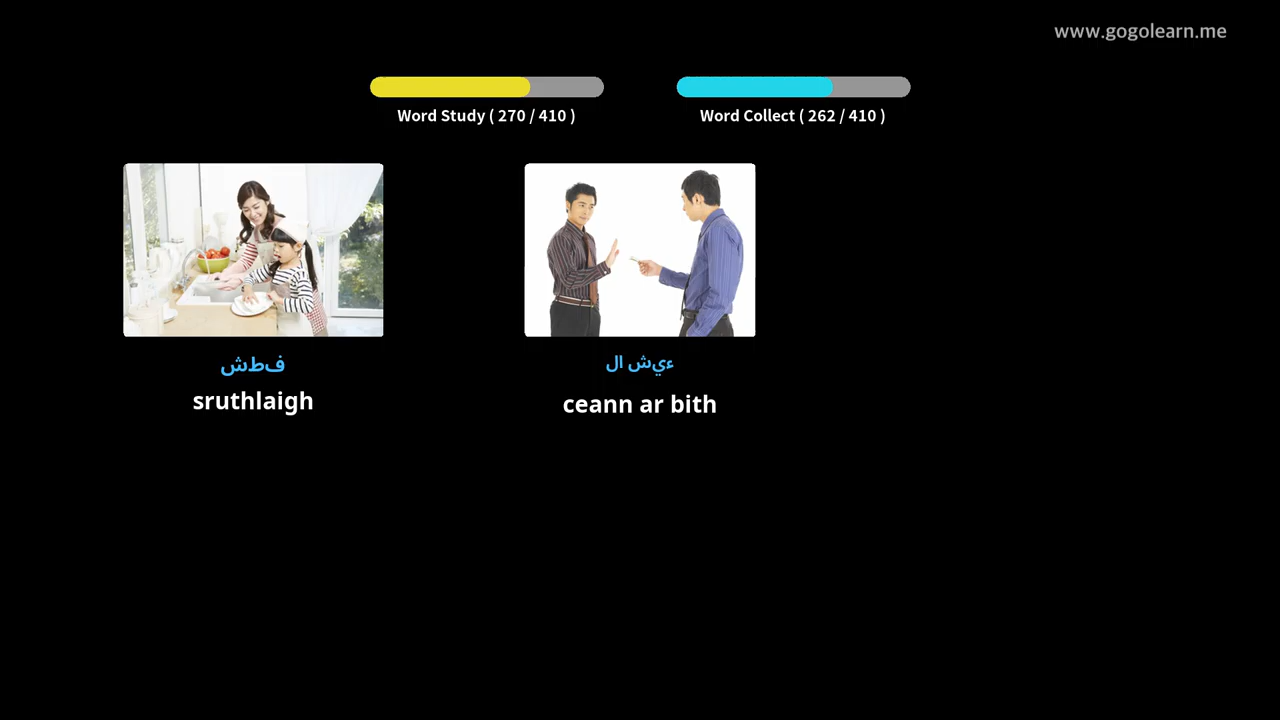 www.gogolearn.me
Word Study ( 270 / 410 )
Word Collect ( 262 / 410 )
فطش
sruthlaigh
ءيش ال
ceann ar bith